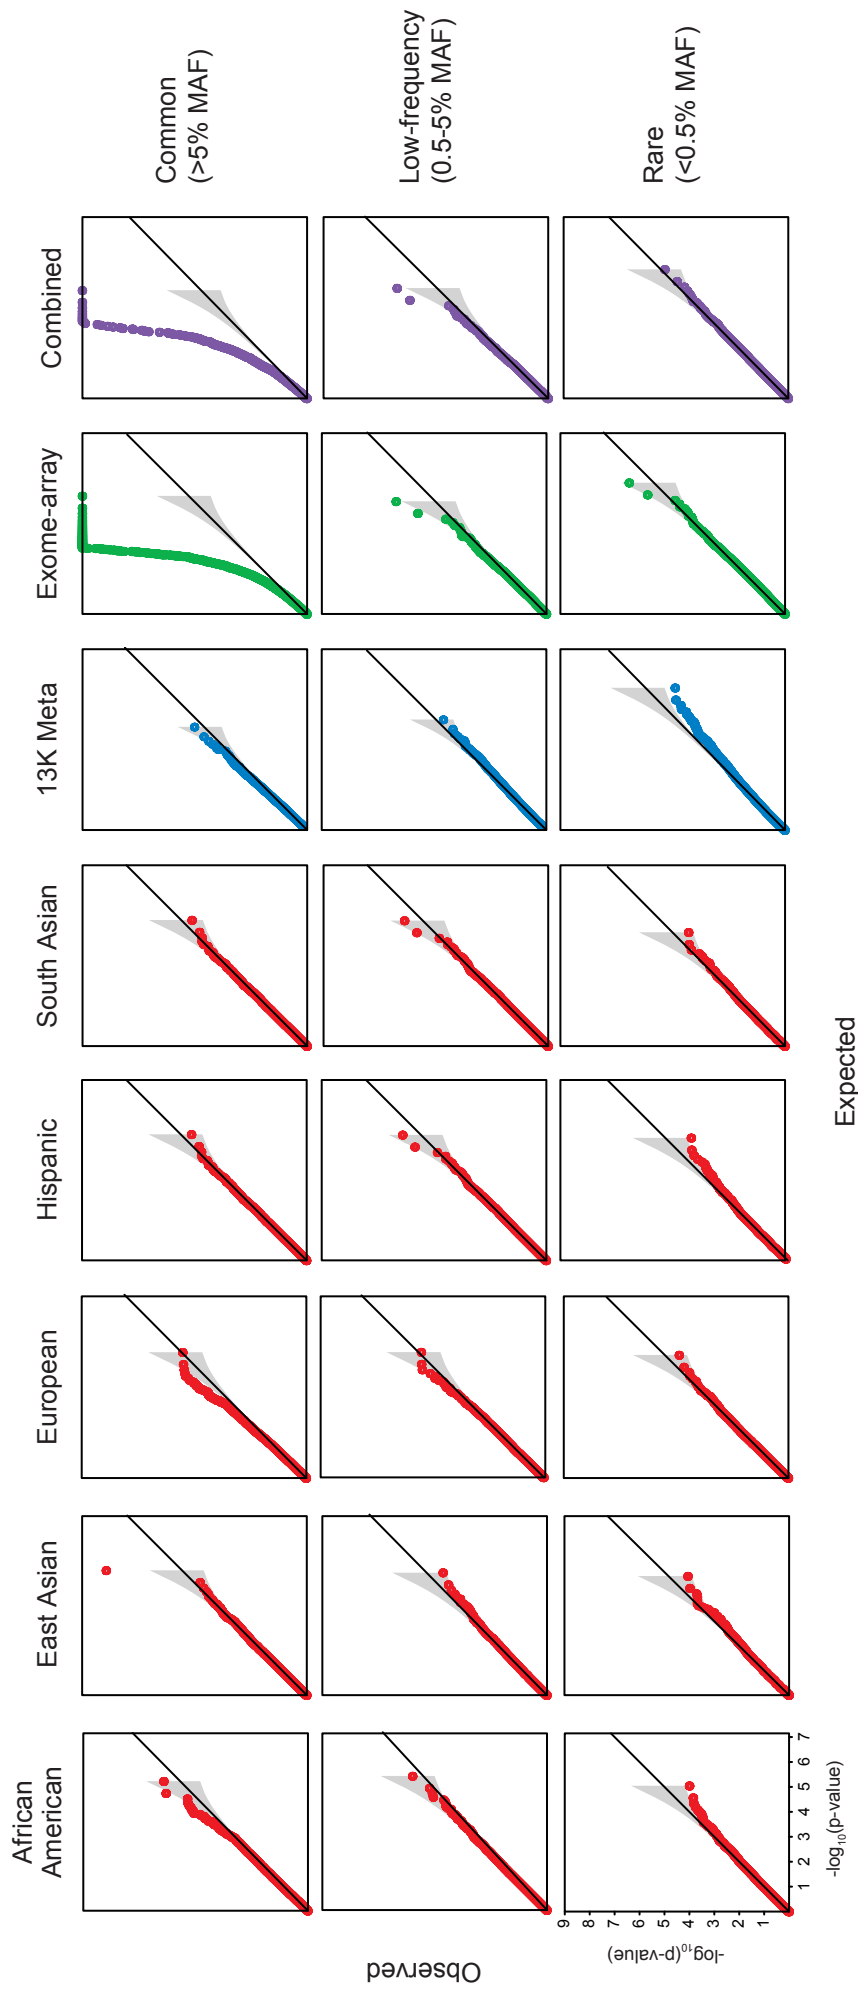 African
American
East Asian
European
Hispanic
South Asian
13K Meta
Exome-array
Combined
Common
(>5% MAF)
Low-frequency
(0.5-5% MAF)
Rare
(<0.5% MAF)
Observed
-log10(p-value)
9
8
7
6
5
4
3
2
1
1
2
3
4
5
6
7
-log10(p-value)
Expected